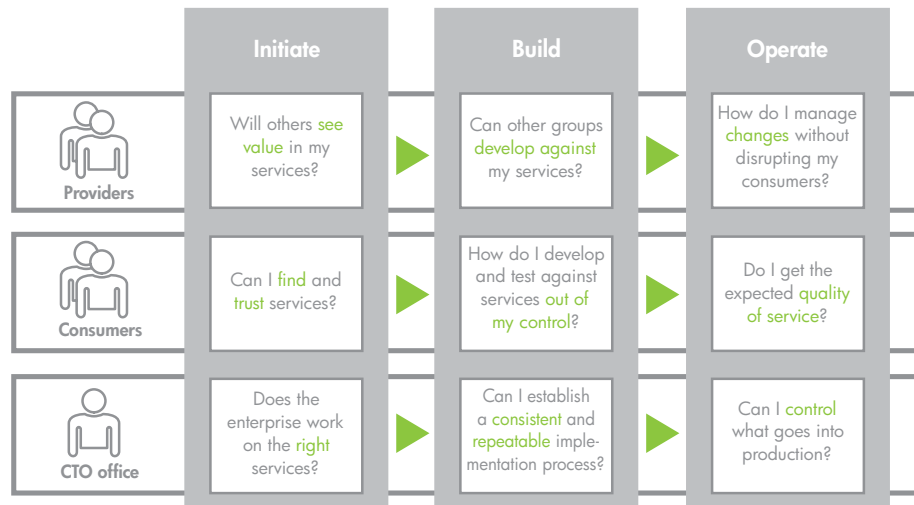 Initiate
Build
Operate
Providers
Will others see
value in my
services?
Can other groups
develop against
my services?
How do I manage
changes without
disrupting my
consumers?
Consumers
Can I find and
trust services?
How do I develop
and test against
services out of
my control?
Do I get the
expected quality
of service?
CTO office
Does the
enterprise work
on the right
services?
Can I establish
a consistent and
repeatable imple-
mentation process?
Can I control
what goes into
production?